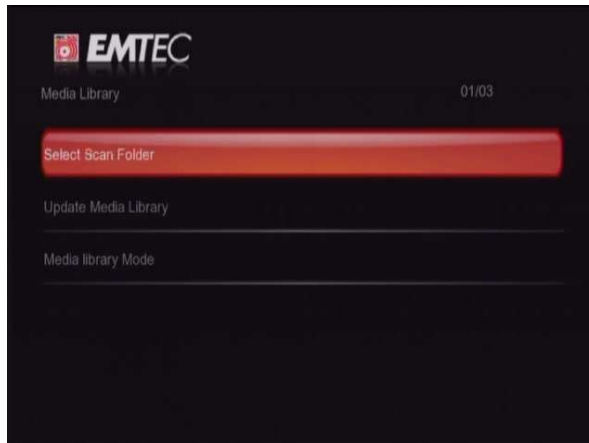 EMTEC
Media Library 01/03
Select Scan Folder
Update Media Library
Media library Mode